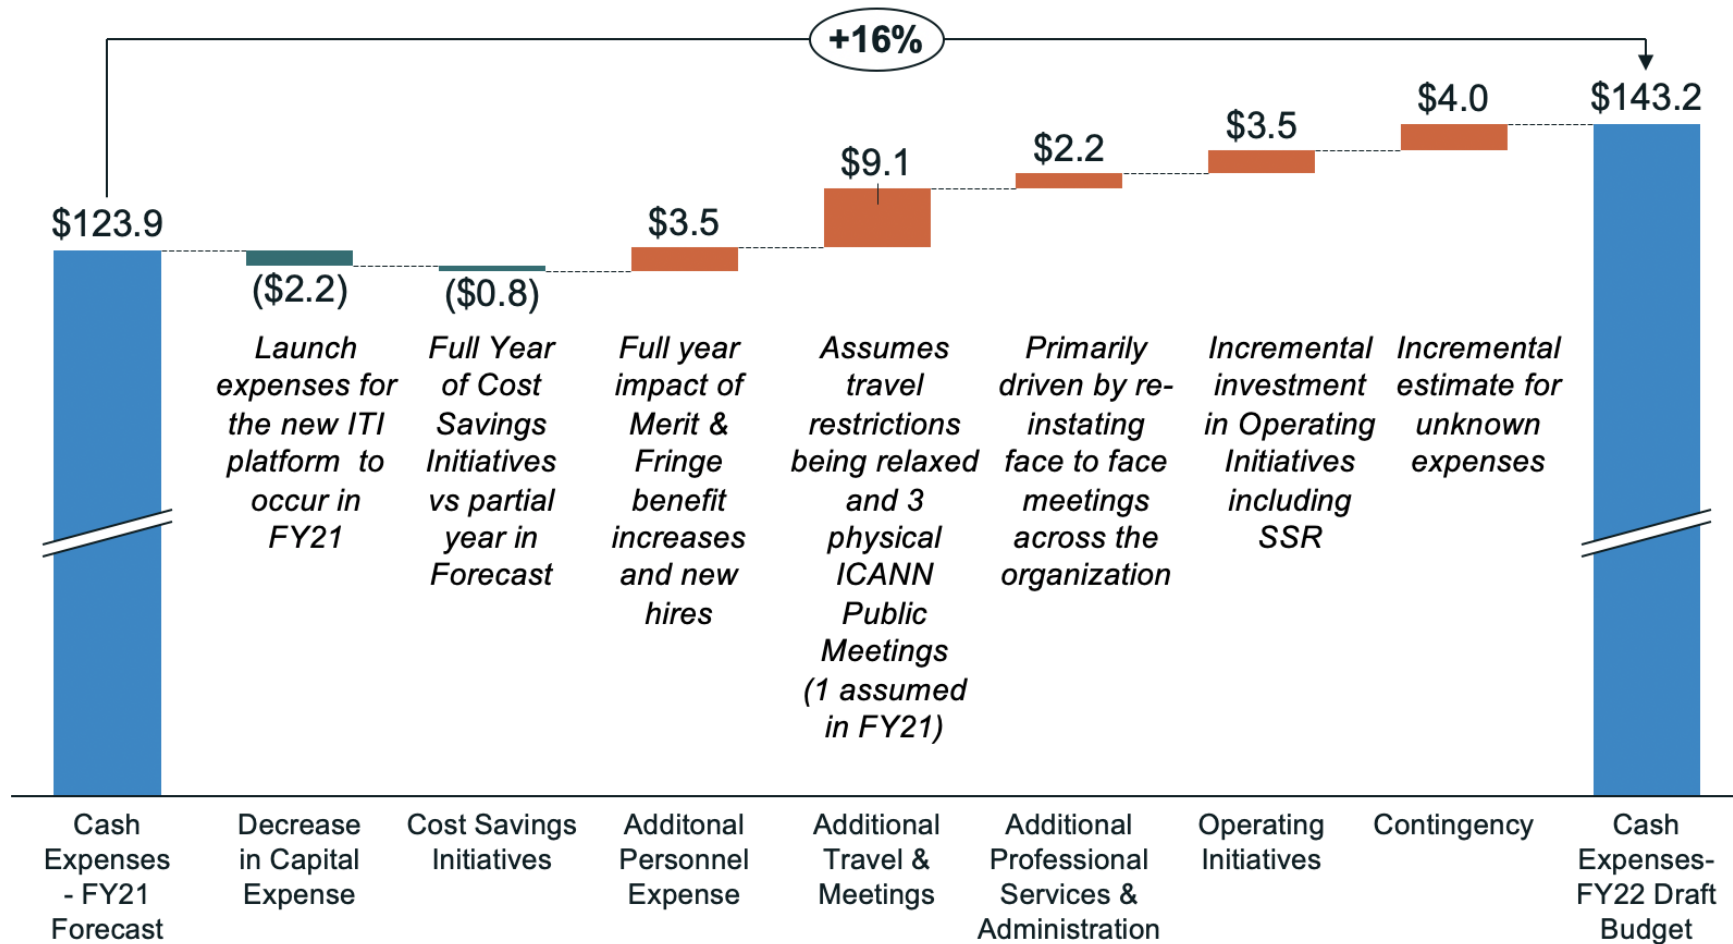 +16%
$123.9
($2.2)
($0.8)
$3.5
$9.1
$2.2
$3.5
$4.0
$143.2
Launch
expenses for
the new ITI
platform to
occur in
FY21
Full Year
of Cost
Savings
Initiatives
vs partial
year in
Forecast
Full year
impact of
Merit &
Fringe
benefit
increases
and new
hires
Assumes
travel
restrictions
being relaxed
and 3
physical
ICANN
Public
Meetings
(1 assumed
in FY21)
Primarily
driven by re-
instating
face to face
meetings
across the
organization
Incremental
investment
in Operating
Initiatives
including
SSR
Incremental
estimate for
unknown
expenses
Cash
Expenses
- FY21
Forecast
Decrease
in Capital
Expense
Cost Savings
Initiatives
Additonal
Personnel
Expense
Additional
Travel &
Meetings
Additional
Professional
Services &
Administration
Operating
Initiatives
Contingency
Cash
Expenses-
FY22 Draft
Budget